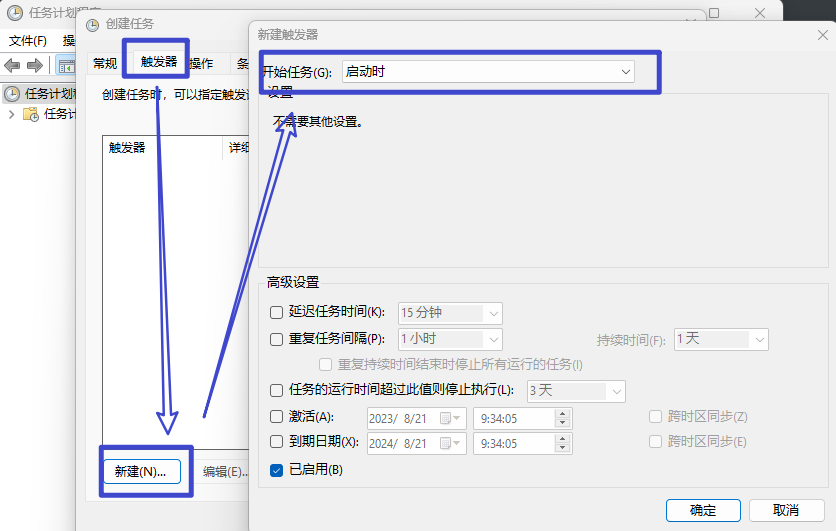 任务计划程序
文件(F) 操
任务计划程
任务计
创建任务
常规 触发器 操作 条
创建任务时，可以指定触发
触发器 详细
新建(N)... 编辑(E)...
新建触发器
开始任务(G): 启动时
设置
不需要其他设置。
高级设置
延迟任务时间(K): 15 分钟
重复任务间隔(P): 1 小时 持续时间(F): 1 天
重复持续时间结束时停止所有运行的任务(I)
任务的运行时间超过此值则停止执行(L): 3 天
激活(A): 2023/ 8/21 9:34:05 跨时区同步(Z)
到期日期(X): 2024/ 8/21 9:34:05 跨时区同步(E)
已启用(B)
确定 取消